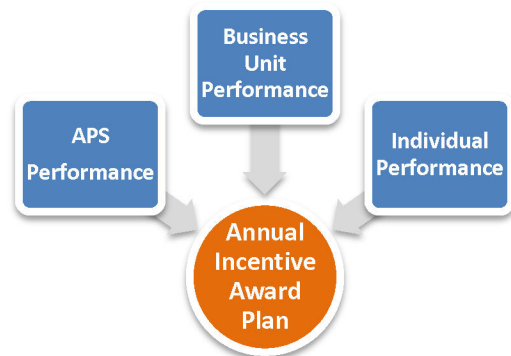 Business
Unit
Performance
APS
Performance
Individual
Performance
Annual
Incentive
Award
Plan